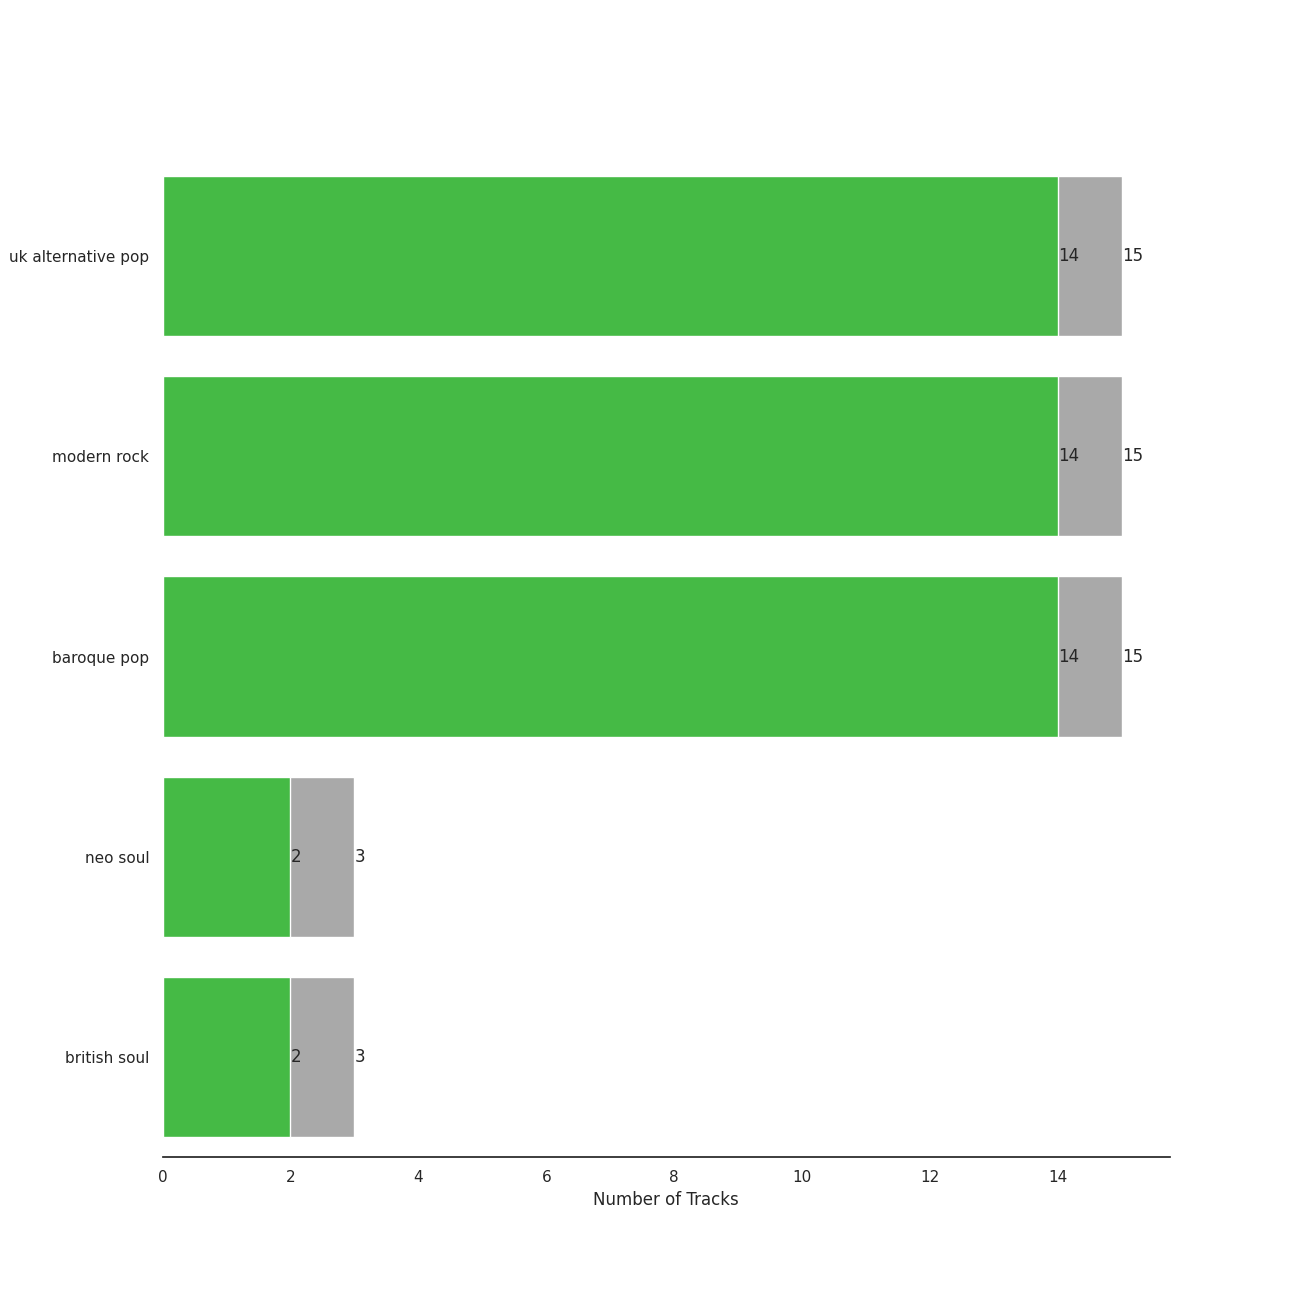 uk alternative pop 14 15
modern rock 14 15
baroque pop 14 15
neo soul 2 3
british soul 2 3
0 2 4 6 8 10 12 14
Number of Tracks